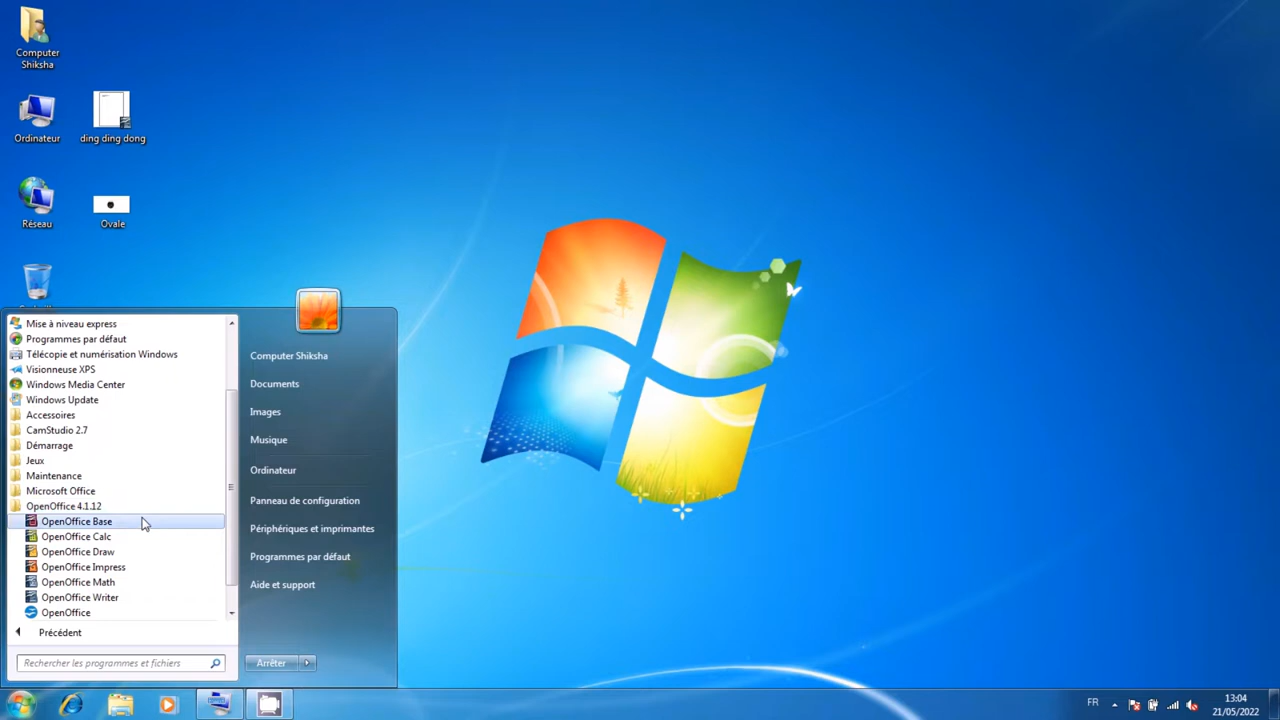 Computer
Shiksha
Ordinateur
ding ding dong
Réseau
Ovale
Mise à niveau express
Programmes par défaut
Télécopie et numérisation Windows
Visionneuse XPS
Windows Media Center
Windows Update
Accessoires
CamStudio 2.7
Démarrage
Jeux
Maintenance
Microsoft Office
OpenOffice 4.1.12
OpenOffice Base
OpenOffice Calc
OpenOffice Draw
OpenOffice Impress
OpenOffice Math
OpenOffice Writer
OpenOffice
Précédent
Rechercher les programmes et fichiers
Computer Shiksha
Documents
Images
Musique
Ordinateur
Panneau de configuration
Périphériques et imprimantes
Programmes par défaut
Aide et support
Arrêter
FR
13:04
21/05/2022